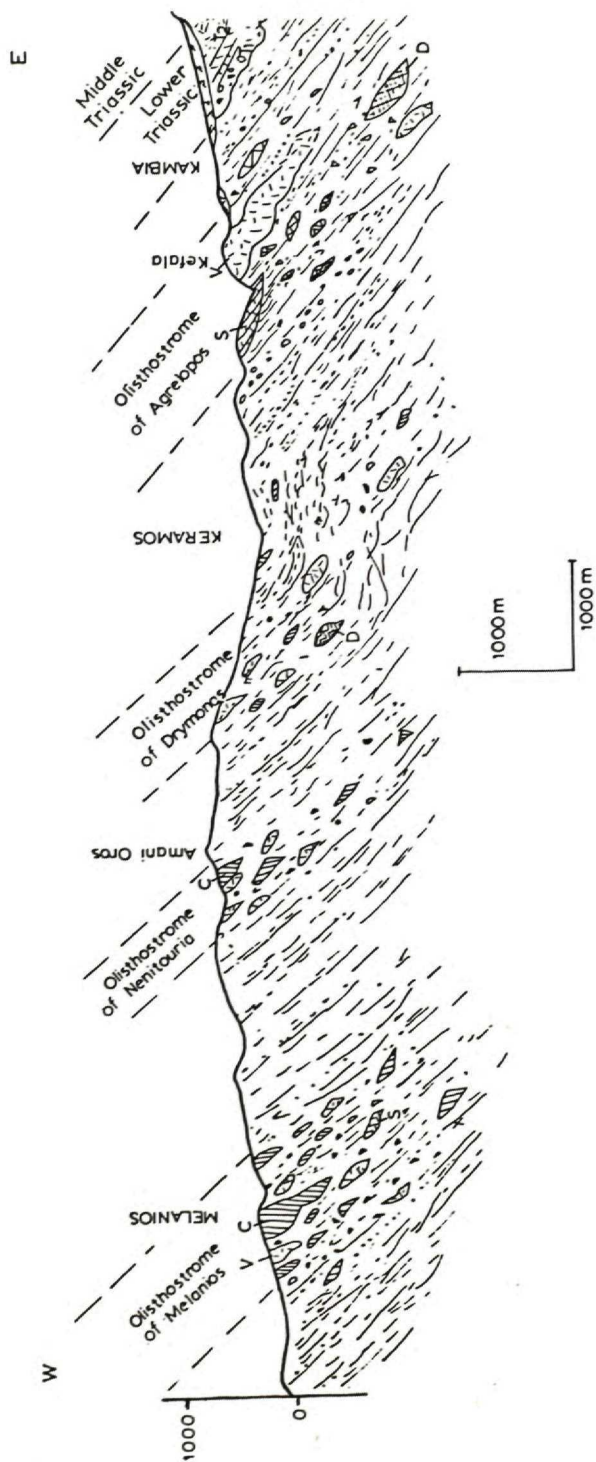 W
E
1000
0
Olisthostrome
of Melanios
MELANIOS
V
C
S
Olisthostrome
of Nenitouria
C
Amani Oros
Olisthostrome
of Drymonas
D
KERAMOS
Olisthostrome
of Agrelopos
S
V
Kefala
KAMBIA
Lower
Triassic
Middle
Triassic
1
D
1000 m
1000 m